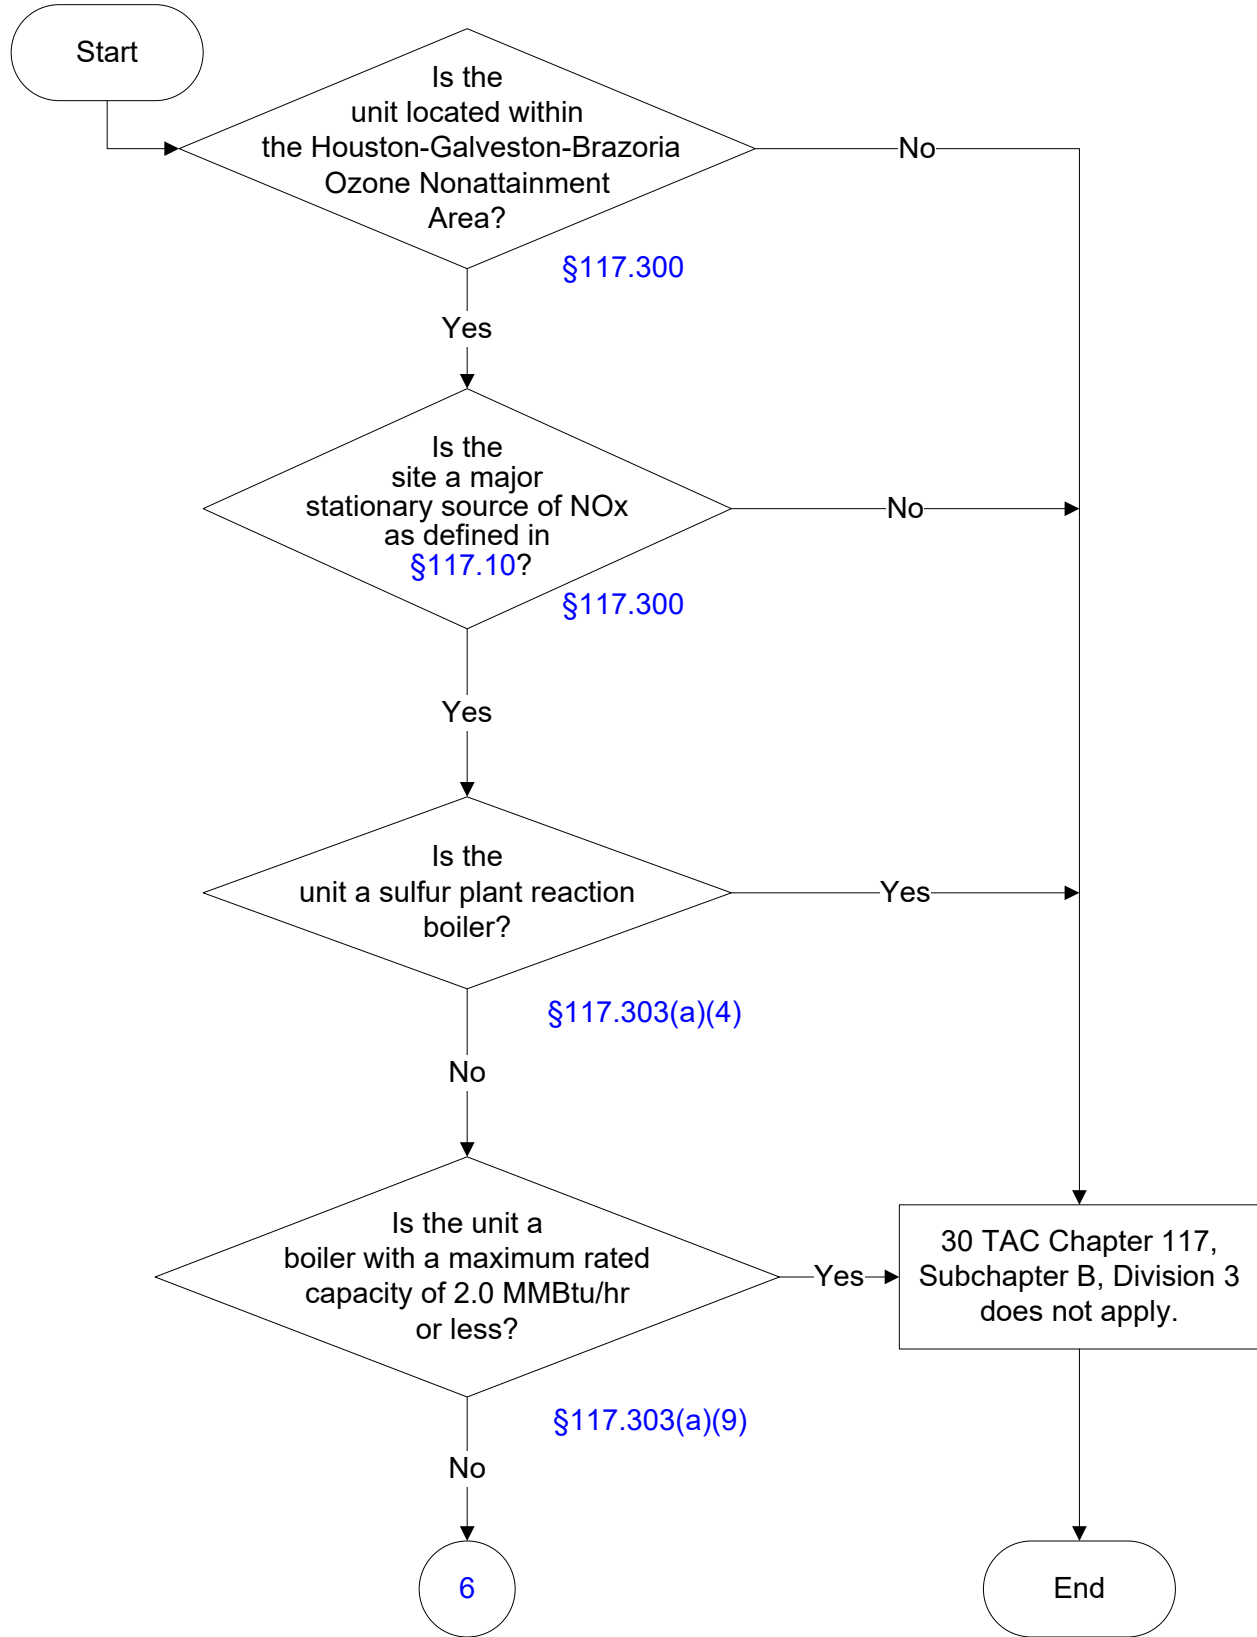 Start
Is the
unit located within
the Houston-Galveston-Brazoria
Ozone Nonattainment
Area?
No
§117.300
Yes
Is the
site a major
stationary source of NOx
as defined in
§117.10?
No
§117.300
Yes
Is the
unit a sulfur plant reaction
boiler?
Yes
§117.303(a)(4)
No
Is the unit a
boiler with a maximum rated
capacity of 2.0 MMBtu/hr
or less?
Yes
30 TAC Chapter 117,
Subchapter B, Division 3
does not apply.
§117.303(a)(9)
No
6
End